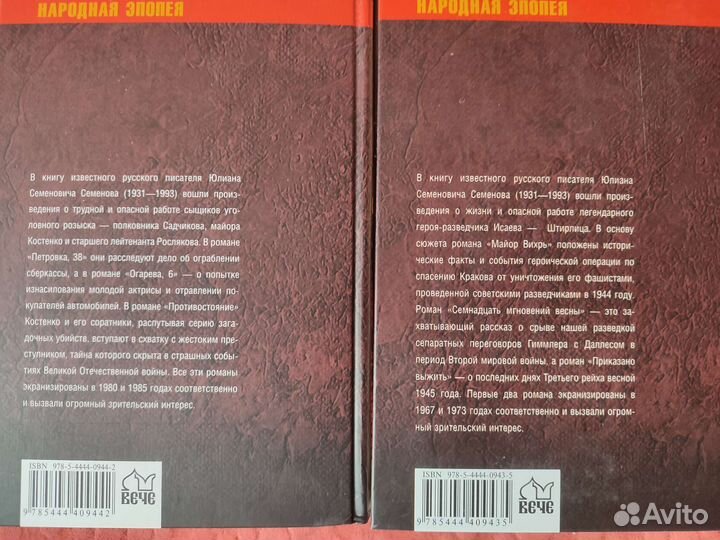 НАРОДНАЯ ЭПОПЕЯ
В книгу известного русского писателя Юлиана
Семеновича Семенова (1931—1993) вошли произ-
ведения о трудной и опасной работе сыщиков уго-
ловного розыска — полковника Садчикова, майора
Костенко и старшего лейтенанта Рослякова. В романе
«Петровка, 38» они расследуют дело об ограблении
сберкассы, а в романе «Огарева, 6» — о попытке
изнасилования молодой актрисы и отравлении по-
купателей автомобилей. В романе «Противостояние»
Костенко и его соратники, распутывая серию зага-
дочных убийств, вступают в схватку с жестоким пре-
ступником, тайна которого скрыта в страшных собы-
тиях Великой Отечественной войны. Все эти романы
экранизированы в 1980 и 1985 годах соответственно
и вызвали огромный зрительский интерес.
ISBN 978-5-4444-0944-2
9 785444 409442
ВЕЧЕ
НАРОДНАЯ ЭПОПЕЯ
В книгу известного русского писателя Юлиана
Семеновича Семенова (1931—1993) вошли произ-
ведения о жизни и опасной работе легендарного
героя-разведчика Исаева — Штирлица. В основу
сюжета романа «Майор Вихрь» положены истори-
ческие факты и события героической операции по
спасению Кракова от уничтожения его фашистами,
проведенной советскими разведчиками в 1944 году.
Роман «Семнадцать мгновений весны» — это за-
хватывающий рассказ о срыве нашей разведкой
сепаратных переговоров Гиммлера с Даллесом в
период Второй мировой войны, а роман «Приказано
выжить» — о последних днях Третьего рейха весной
1945 года. Первые два романа экранизированы в
1967 и 1973 годах соответственно и вызвали огром-
ный зрительский интерес.
ISBN 978-5-4444-0943-5
9 785444 409435
ВЕЧЕ
Avito